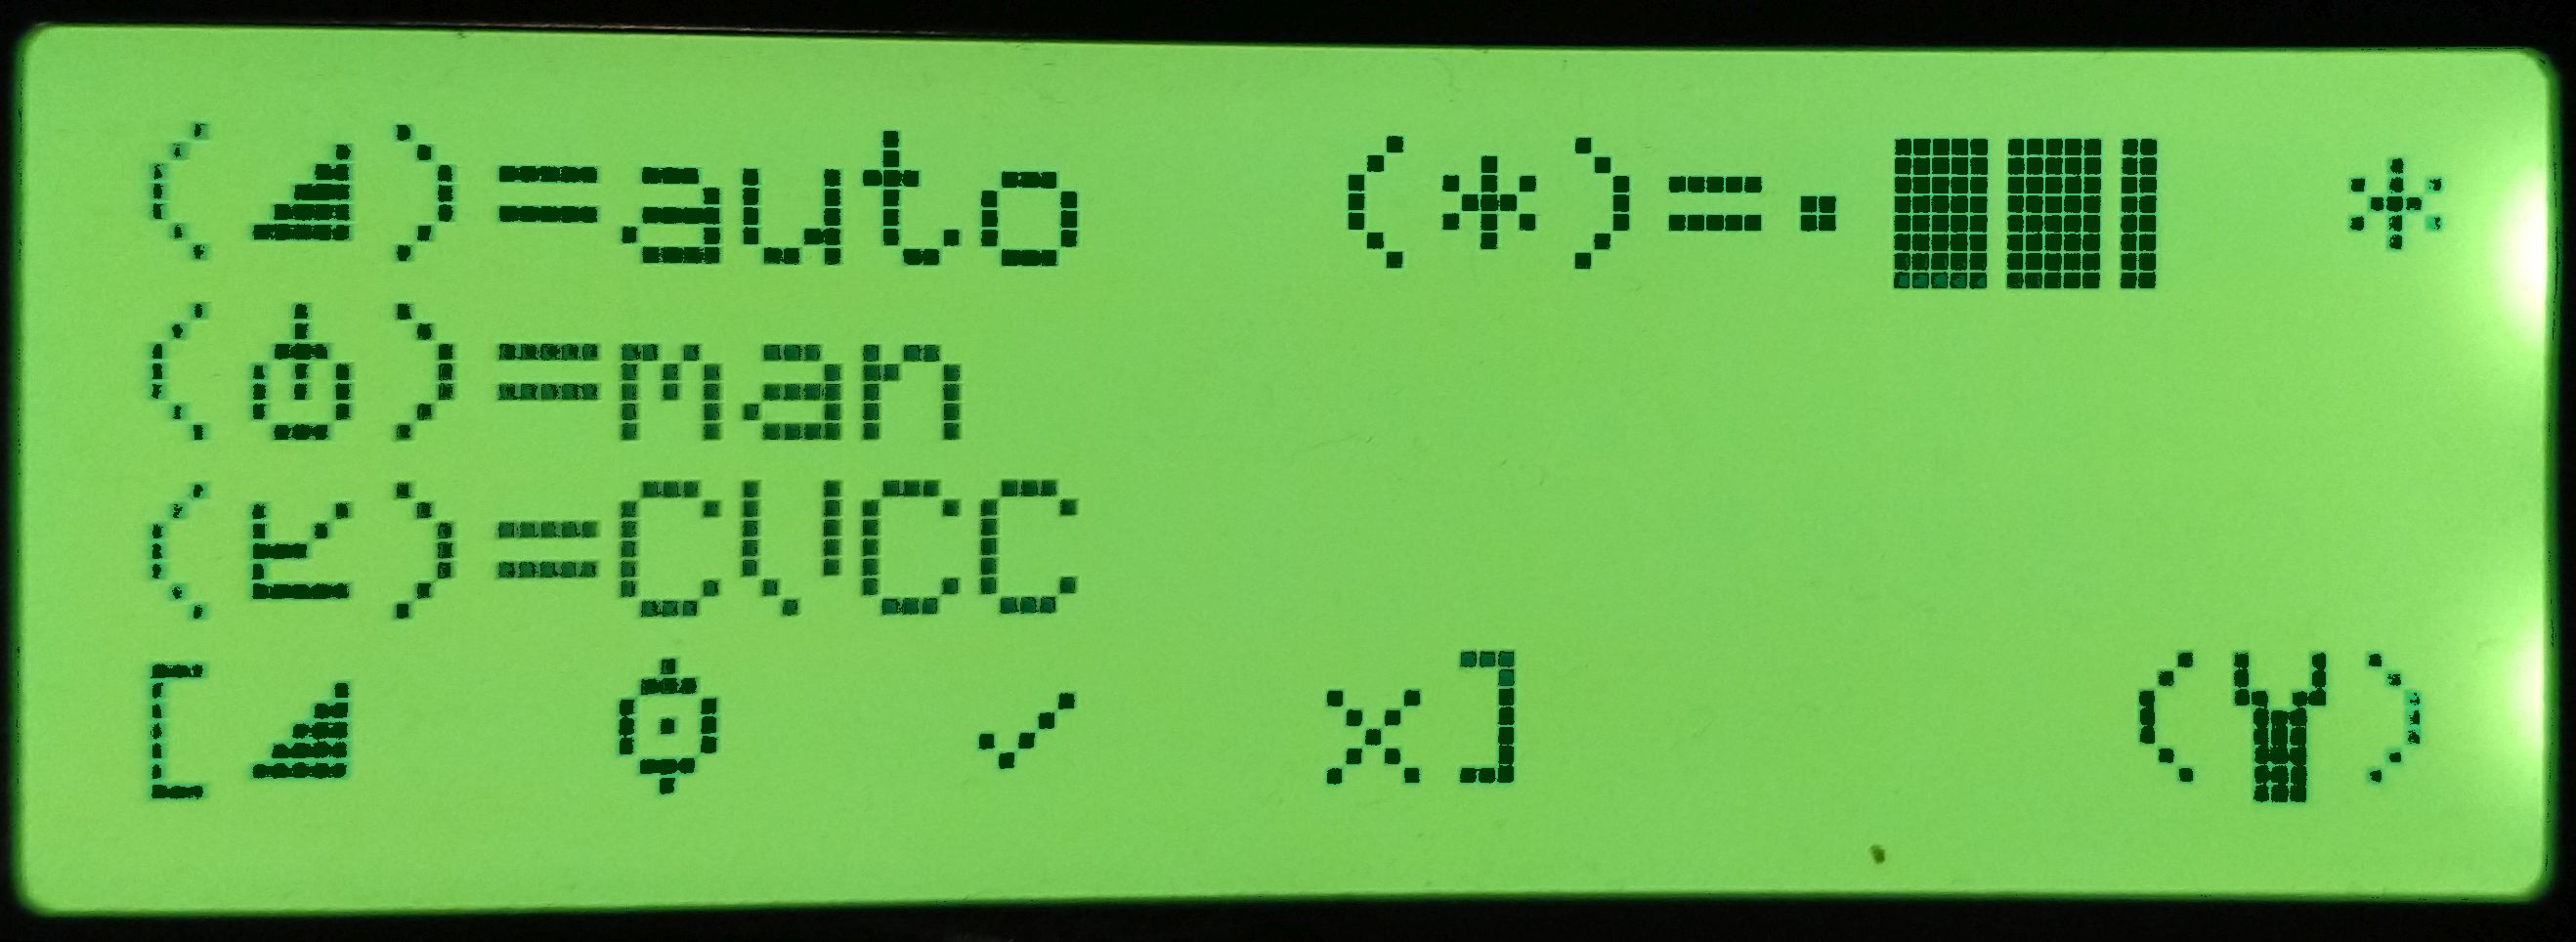 (◢)=auto (*)=▪███ *
(⏻)=man
(⇱)=CVCC
[◢ ⌽ ✓ x] (Y)